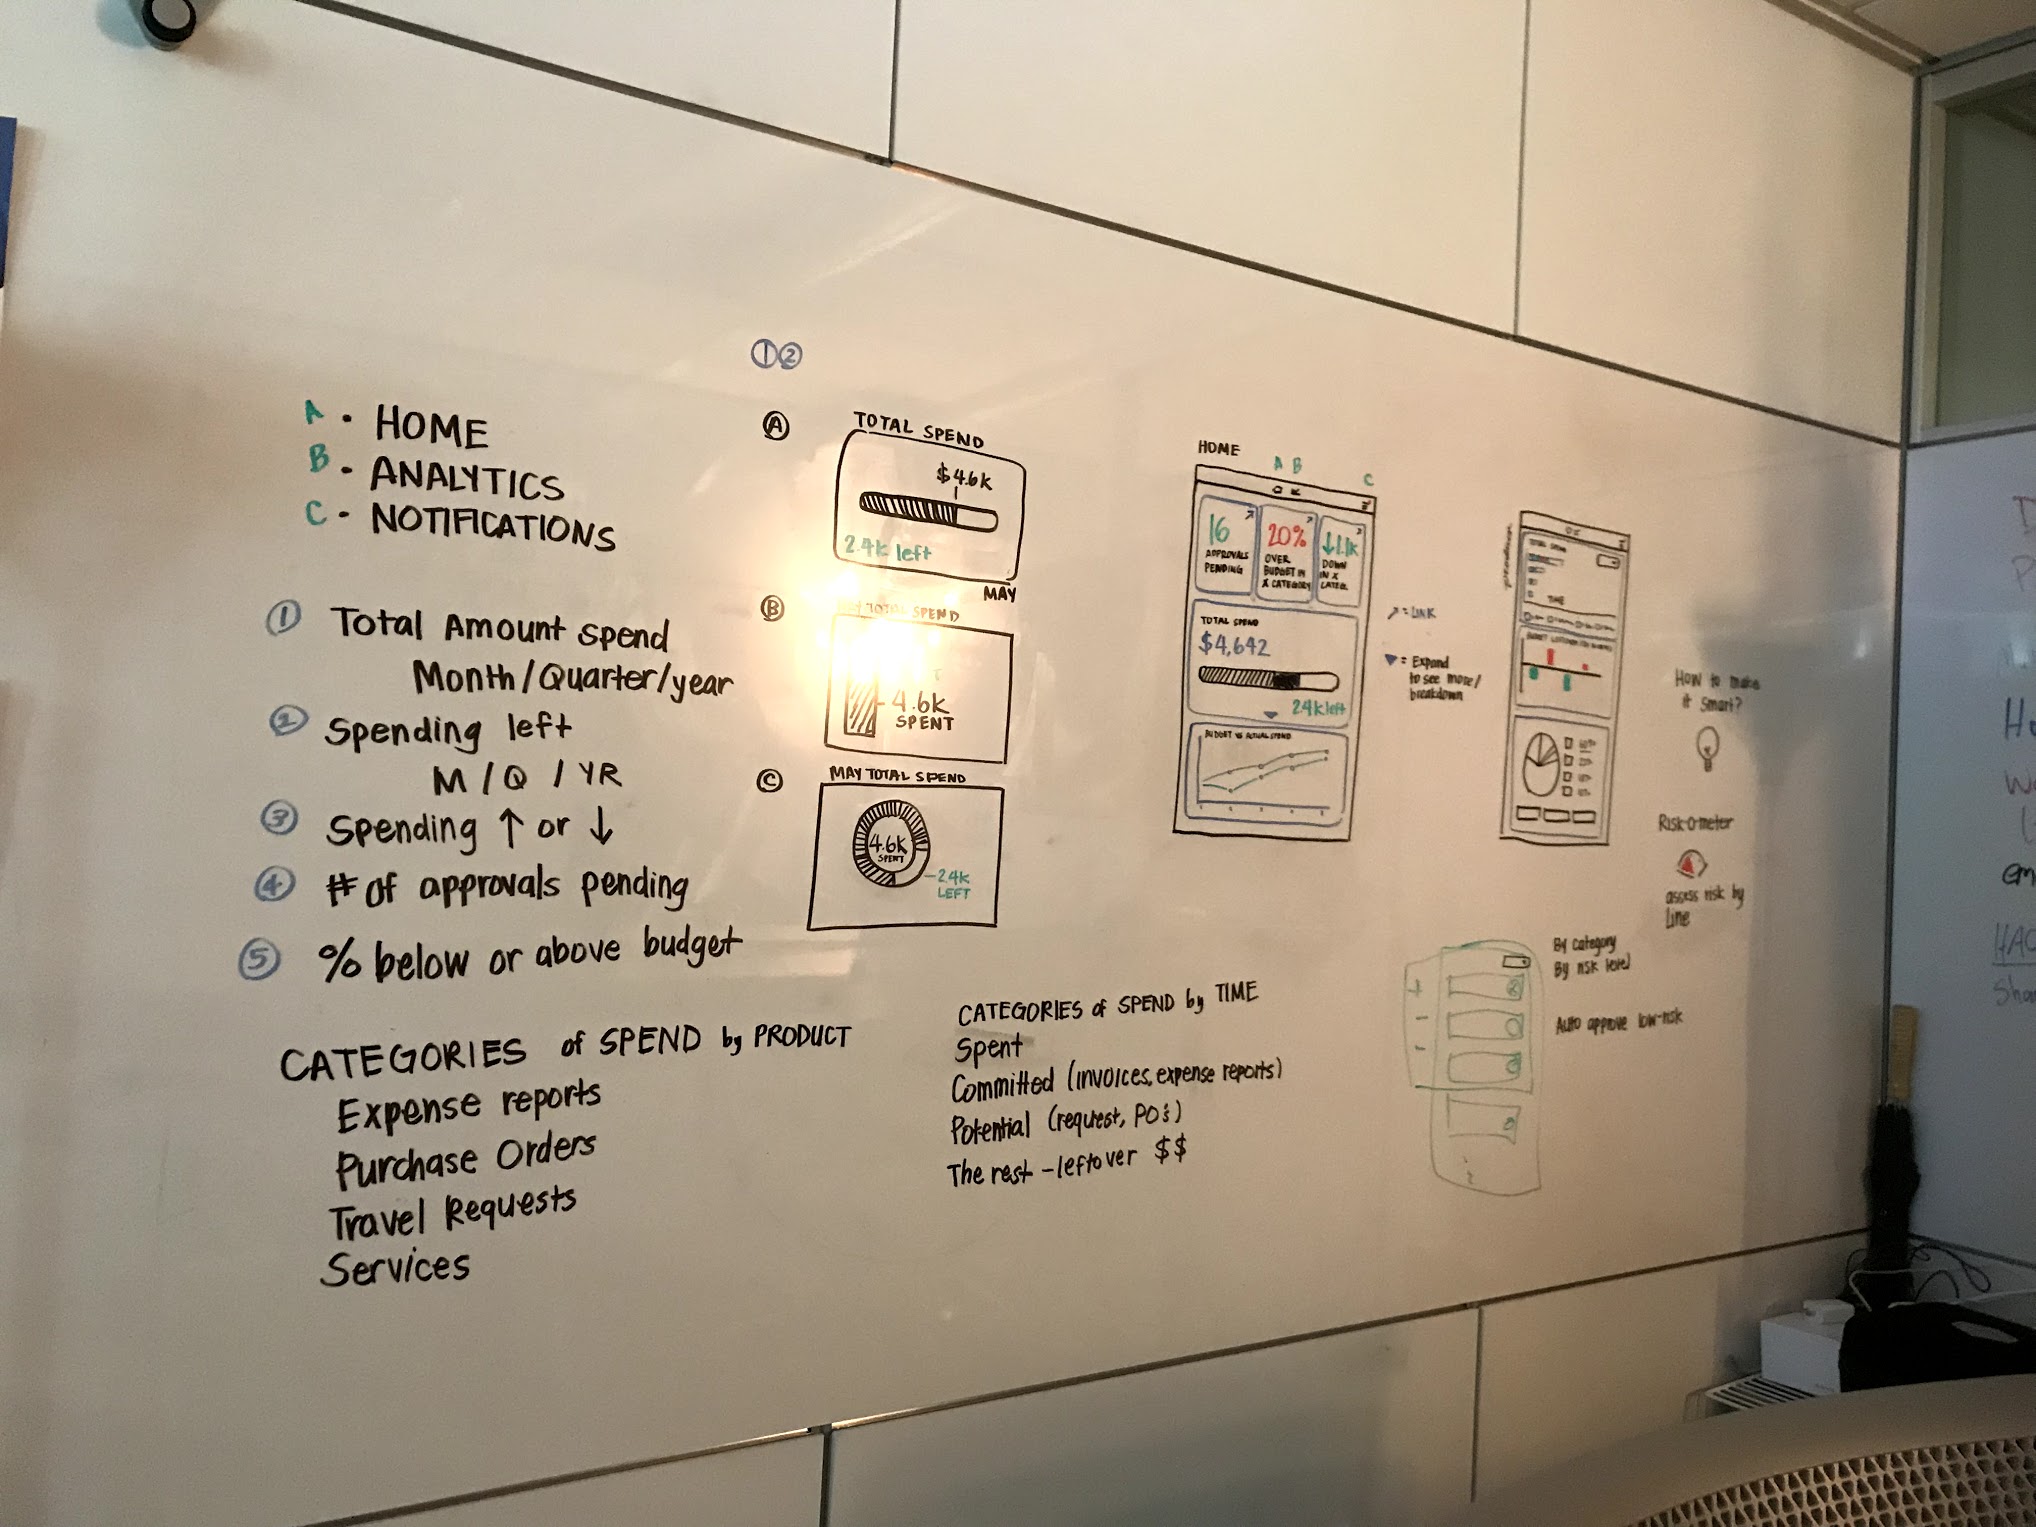 A - HOME
B - ANALYTICS
C - NOTIFICATIONS
① Total Amount spend
Month/Quarter/year
② Spending left
M / Q / YR
③ Spending ↑ or ↓
④ # of approvals pending
⑤ % below or above budget
CATEGORIES of SPEND by PRODUCT
Expense reports
Purchase Orders
Travel Requests
Services
①②
Ⓐ TOTAL SPEND
$4.6K
2.4K left
MAY
Ⓑ TOTAL SPEND
4.6K
SPENT
Ⓒ MAY TOTAL SPEND
4.6K
SPENT
2.4K
LEFT
CATEGORIES of SPEND by TIME
Spent
Committed (invoices, expense reports)
Potential (request, PO's)
The rest - leftover $$
HOME
A B C
16
APPROVALS
PENDING
20%
OVER
BUDGET IN
X CATEGORY
↓1.1K
DOWN
IN X
CATEG.
TOTAL SPEND
$4,642
2.4K left
BUDGET VS ACTUAL SPEND
↗ = LINK
▼ = Expand
to see more/
breakdown
TOTAL SPEND
TIME
How to make
it smart?
Risk-O-meter
assess risk by
Line
By category
By risk level
Auto approve low-risk